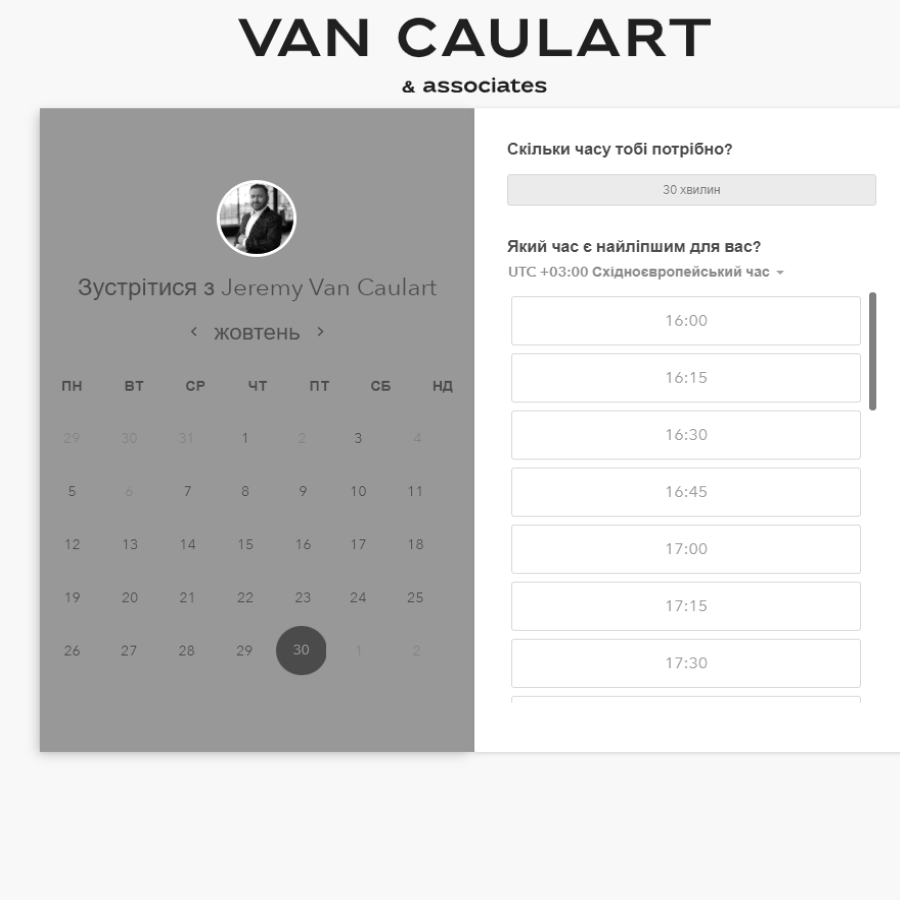 VAN CAULART
& associates
Зустрітися з Jeremy Van Caulart
жовтень
ПН ВТ СР ЧТ ПТ СБ НД
29 30 31 1 2 3 4
5 6 7 8 9 10 11
12 13 14 15 16 17 18
19 20 21 22 23 24 25
26 27 28 29 30 1 2
Скільки часу тобі потрібно?
30 хвилин
Який час є найліпшим для вас?
UTC +03:00 Східноєвропейський час
16:00
16:15
16:30
16:45
17:00
17:15
17:30